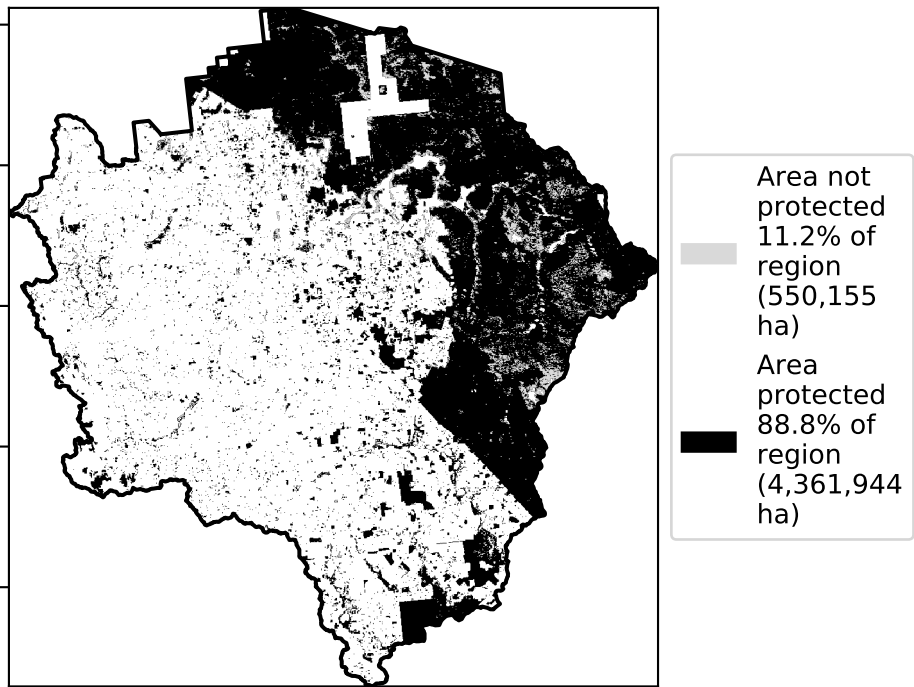 Area not
protected
11.2% of
region
(550,155
ha)
Area
protected
88.8% of
region
(4,361,944
ha)